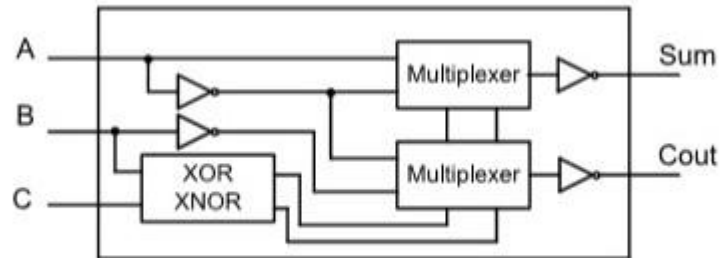 A
Multiplexer
Sum
B
Multiplexer
Cout
XOR
XNOR
C